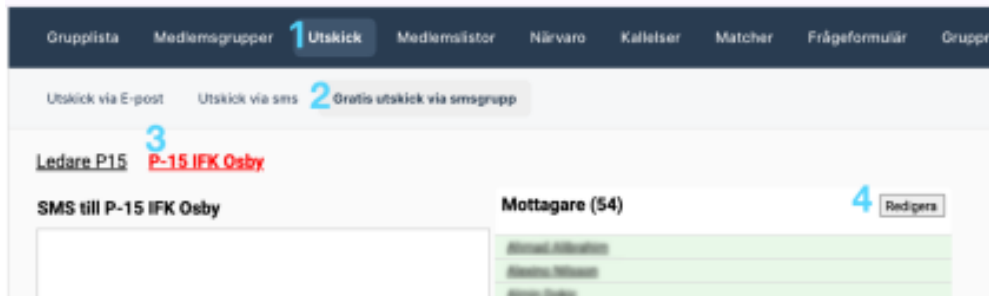 Grupplista Medlemsgrupper 1 Utskick Medlemslistor Närvaro Kallelser Matcher Frågeformulär
Utskick via E-post Utskick via sms 2 Gratis utskick via smsgrupp
3
Ledare P15 P-15 IFK Osby
SMS till P-15 IFK Osby Mottagare (54) 4 Redigera